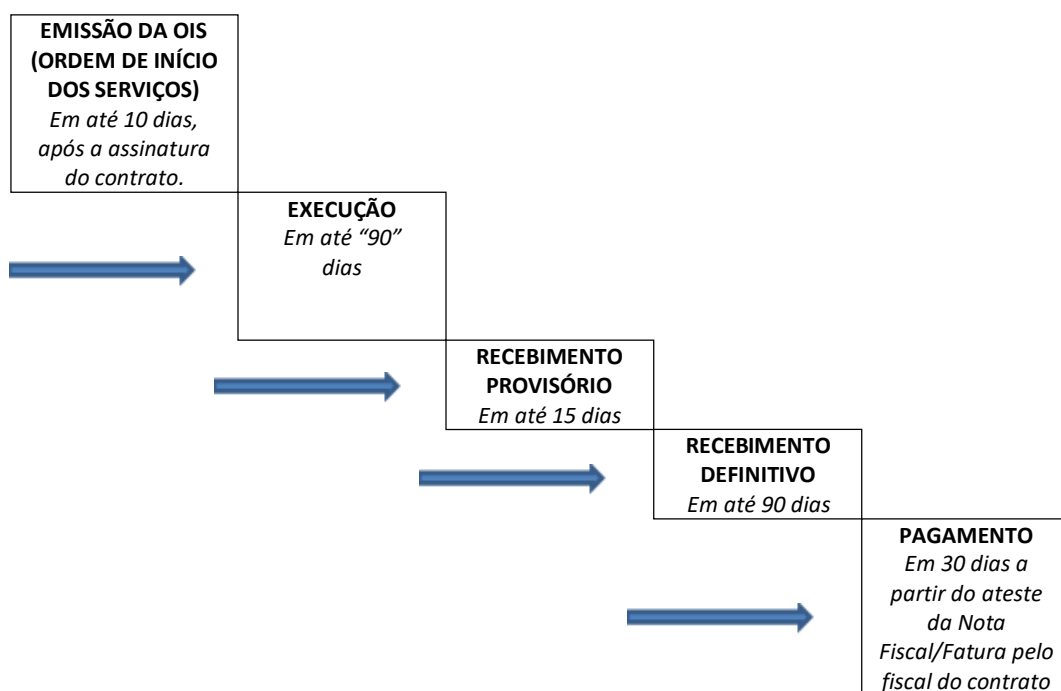 EMISSÃO DA OIS
(ORDEM DE INÍCIO
DOS SERVIÇOS)
Em até 10 dias,
após a assinatura
do contrato.
EXECUÇÃO
Em até “90”
dias
RECEBIMENTO
PROVISÓRIO
Em até 15 dias
RECEBIMENTO
DEFINITIVO
Em até 90 dias
PAGAMENTO
Em 30 dias a
partir do ateste
da Nota
Fiscal/Fatura pelo
fiscal do contrato